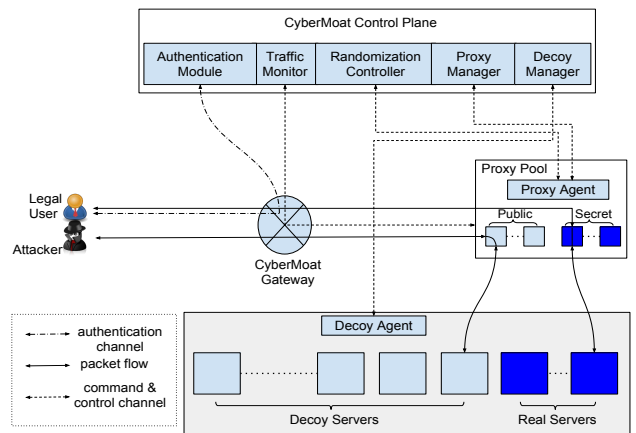 CyberMoat Control Plane
Authentication
Module
Traffic
Monitor
Randomization
Controller
Proxy
Manager
Decoy
Manager
Proxy Pool
Proxy Agent
Public
Secret
Legal
User
Attacker
CyberMoat
Gateway
Decoy Agent
Decoy Servers
Real Servers
authentication
channel
packet flow
command &
control channel